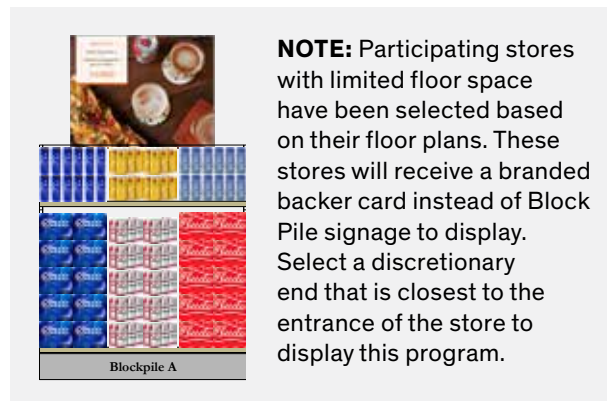 NOTE: Participating stores
with limited floor space
have been selected based
on their floor plans. These
stores will receive a branded
backer card instead of Block
Pile signage to display.
Select a discretionary
end that is closest to the
entrance of the store to
display this program.
Blockpile A